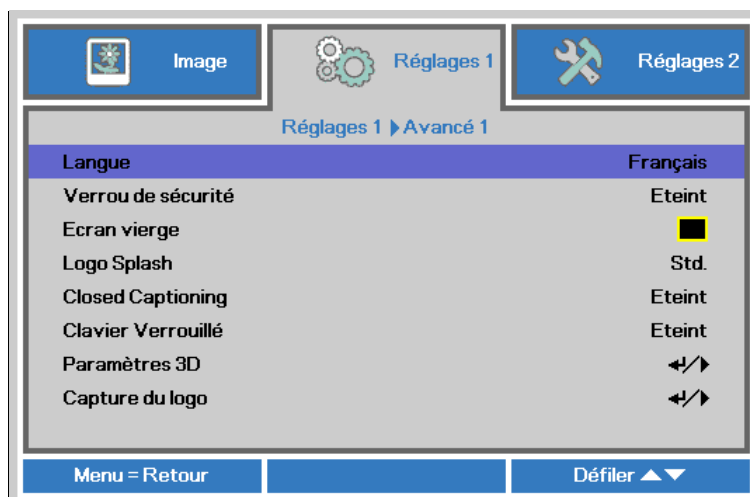 Image
Réglages 1
Réglages 2
Réglages 1 Avancé 1
Langue Français
Verrou de sécurité Eteint
Ecran vierge
Logo Splash Std.
Closed Captioning Eteint
Clavier Verrouillé Eteint
Paramètres 3D
Capture du logo
Menu = Retour
Défiler